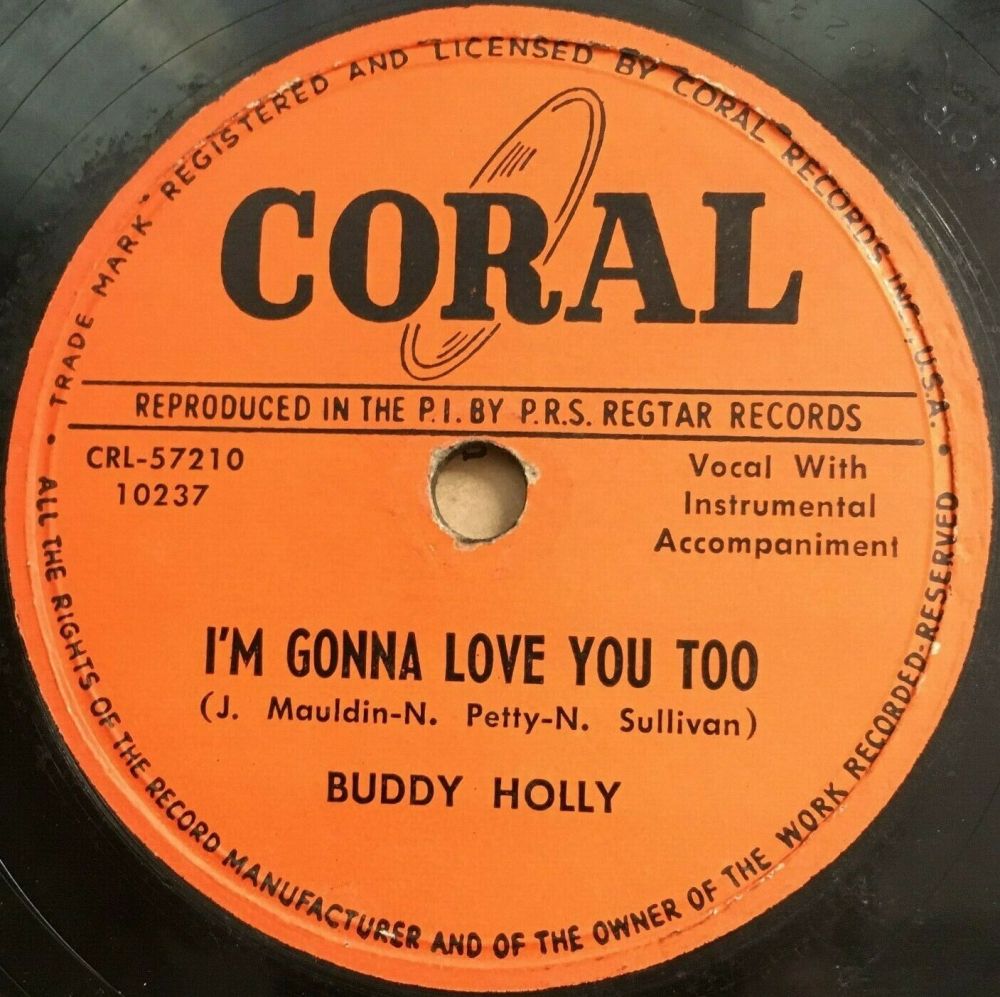 TRADE MARK REGISTERED AND LICENSED BY CORAL RECORDS INC., U.S.A.
CORAL
REPRODUCED IN THE P.I. BY P.R.S. REGTAR RECORDS
CRL-57210
10237
Vocal With
Instrumental
Accompaniment
I'M GONNA LOVE YOU TOO
(J. Mauldin-N. Petty-N. Sullivan)
BUDDY HOLLY
ALL THE RIGHTS OF THE RECORD MANUFACTURER AND OF THE OWNER OF THE WORK RECORDED-RESERVED